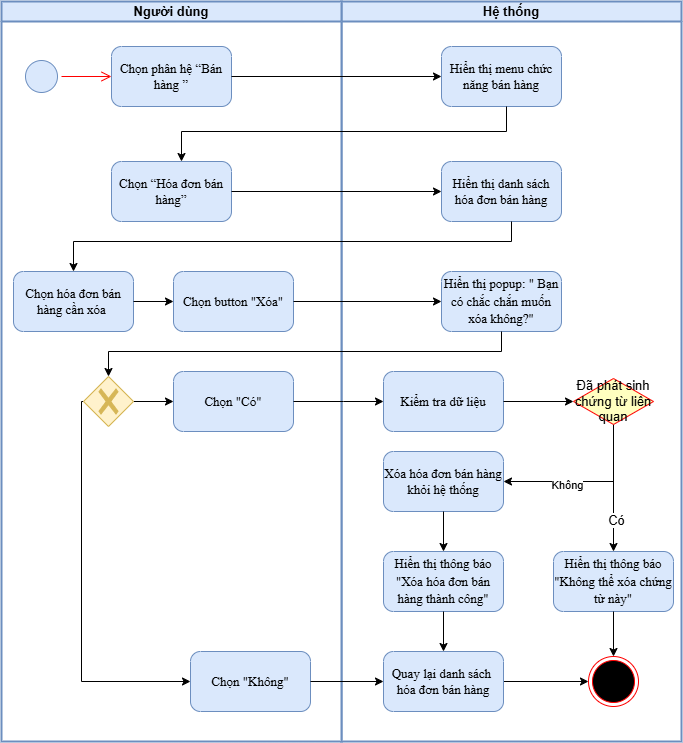 Người dùng
Hệ thống
Chọn phân hệ “Bán
hàng ”
Hiển thị menu chức
năng bán hàng
Chọn “Hóa đơn bán
hàng”
Hiển thị danh sách
hóa đơn bán hàng
Chọn hóa đơn bán
hàng cần xóa
Chọn button "Xóa"
Hiển thị popup: " Bạn
có chắc chắn muốn
xóa không?"
Chọn "Có"
Kiểm tra dữ liệu
Đã phát sinh
chứng từ liên
quan
Xóa hóa đơn bán hàng
khỏi hệ thống
Không
Có
Hiển thị thông báo
"Xóa hóa đơn bán
hàng thành công"
Hiển thị thông báo
"Không thể xóa chứng
từ này"
Chọn "Không"
Quay lại danh sách
hóa đơn bán hàng